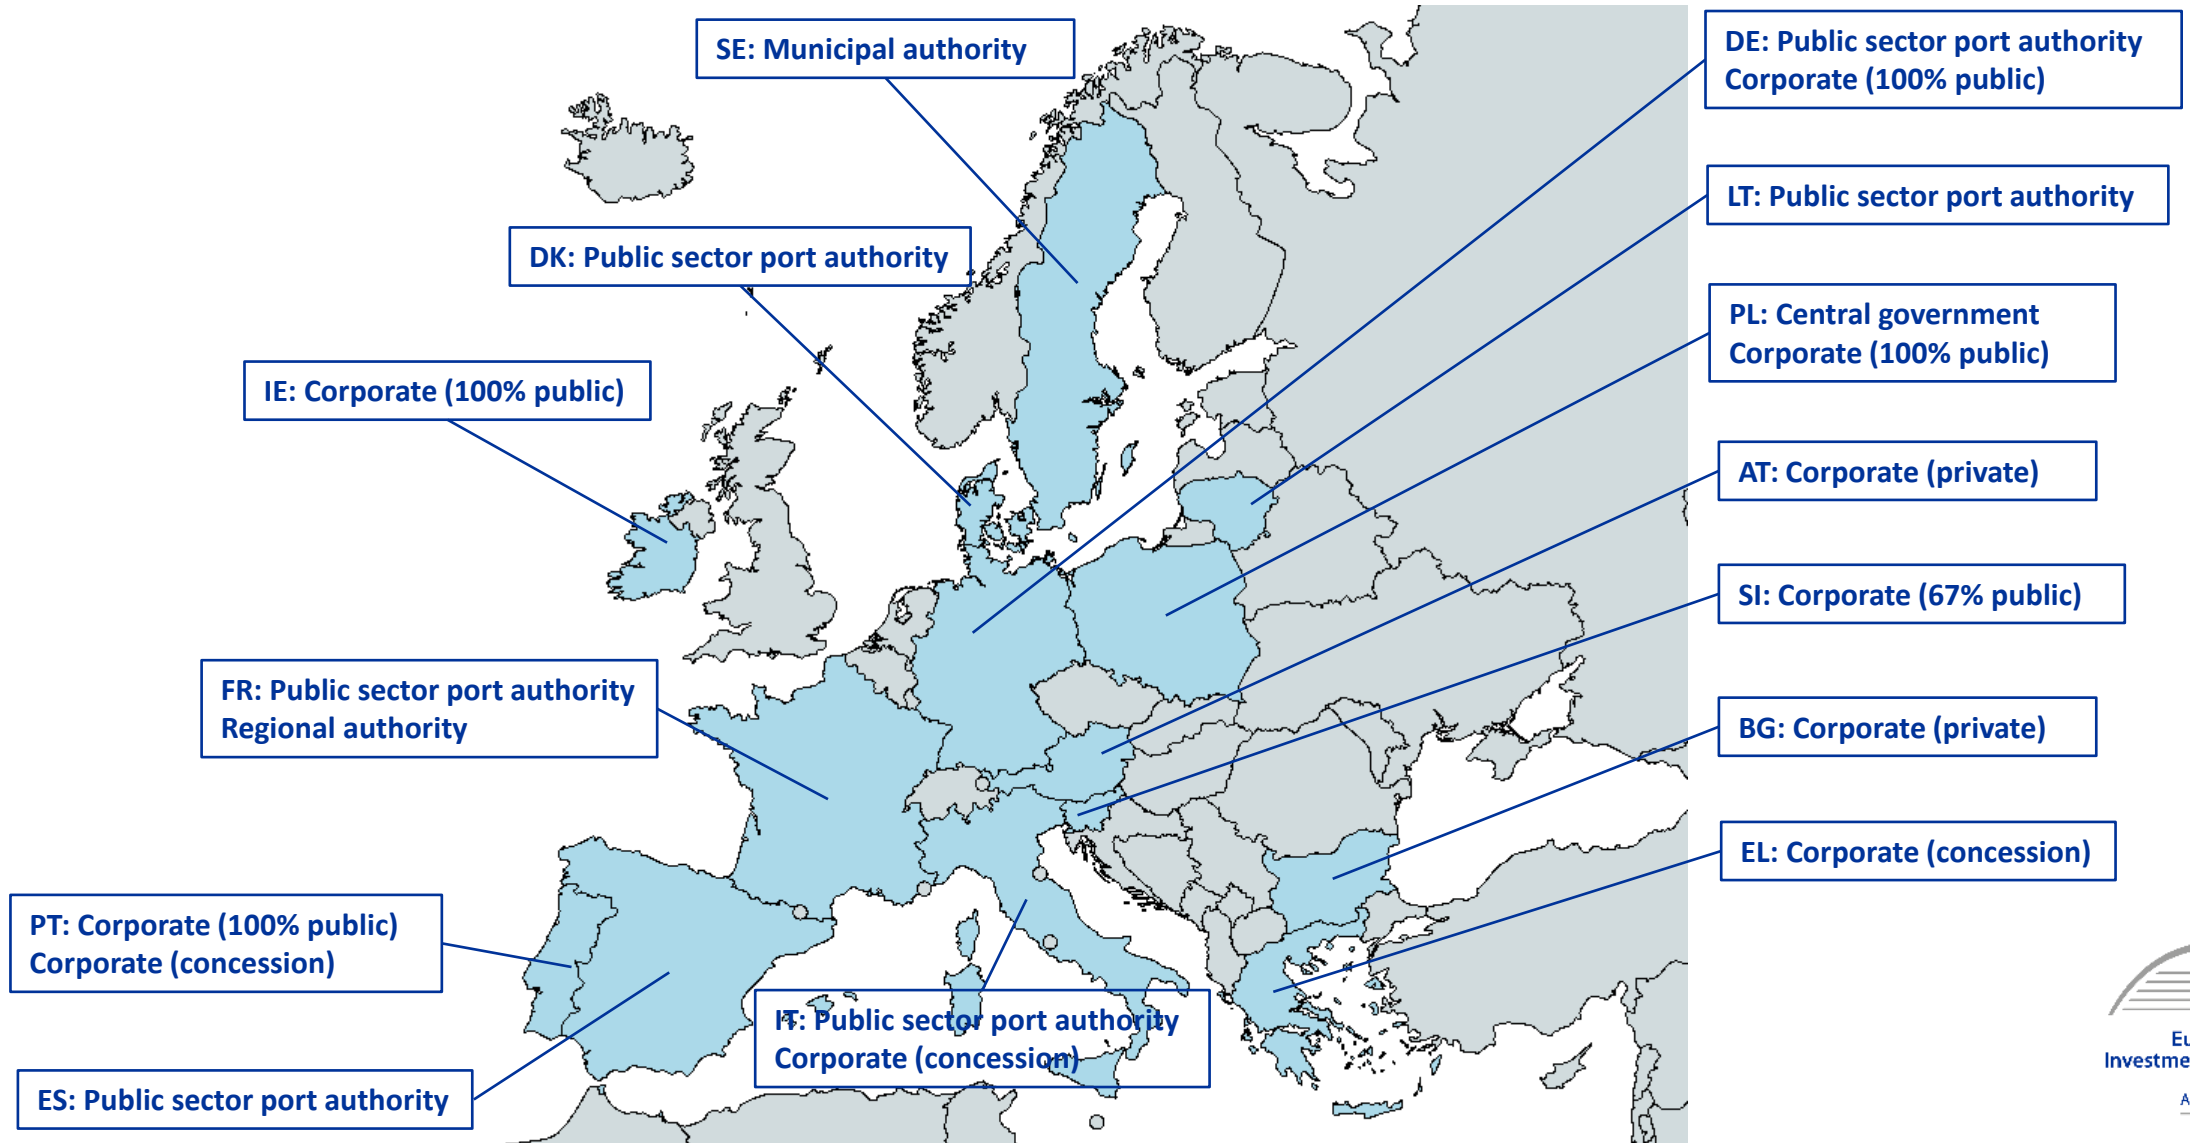 SE: Municipal authority
DE: Public sector port authority
Corporate (100% public)
LT: Public sector port authority
DK: Public sector port authority
PL: Central government
Corporate (100% public)
IE: Corporate (100% public)
AT: Corporate (private)
SI: Corporate (67% public)
FR: Public sector port authority
Regional authority
BG: Corporate (private)
EL: Corporate (concession)
PT: Corporate (100% public)
Corporate (concession)
IT: Public sector port authority
Corporate (concession)
ES: Public sector port authority
Eu
Investme
A